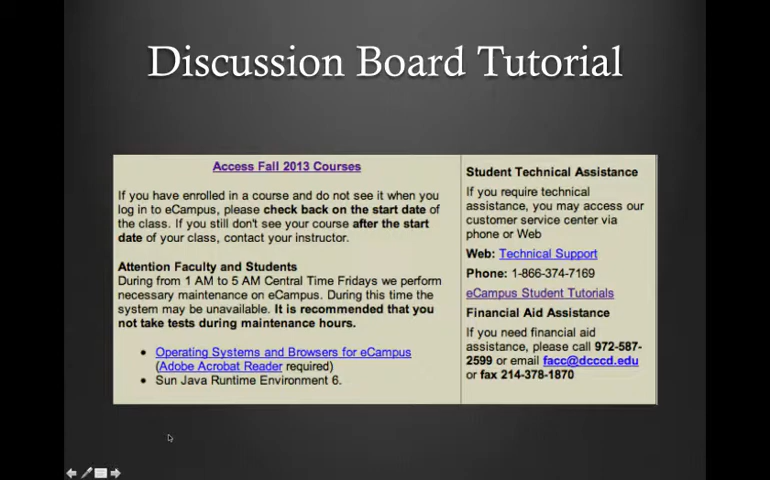 Discussion Board Tutorial
Access Fall 2013 Courses
If you have enrolled in a course and do not see it when you
log in to eCampus, please check back on the start date of
the class. If you still don't see your course after the start
date of your class, contact your instructor.
Attention Faculty and Students
During from 1 AM to 5 AM Central Time Fridays we perform
necessary maintenance on eCampus. During this time the
system may be unavailable. It is recommended that you
not take tests during maintenance hours.
• Operating Systems and Browsers for eCampus
(Adobe Acrobat Reader required)
• Sun Java Runtime Environment 6.
Student Technical Assistance
If you require technical
assistance, you may access our
customer service center via
phone or Web
Web: Technical Support
Phone: 1-866-374-7169
eCampus Student Tutorials
Financial Aid Assistance
If you need financial aid
assistance, please call 972-587-
2599 or email facc@dcccd.edu
or fax 214-378-1870